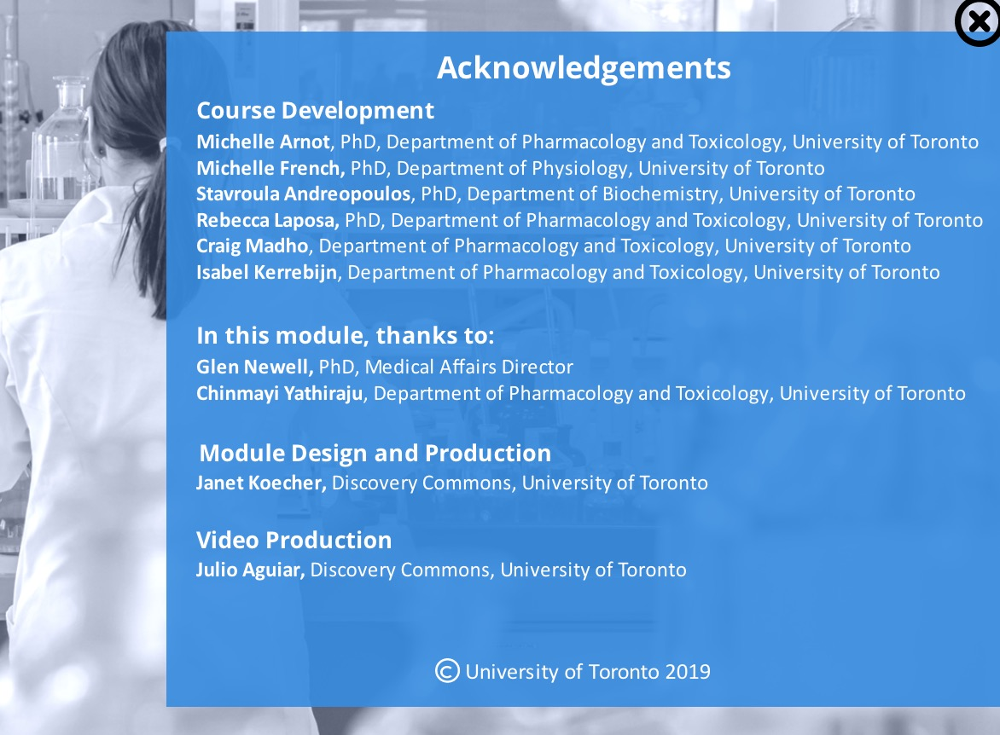 Acknowledgements
Course Development
Michelle Arnot, PhD, Department of Pharmacology and Toxicology, University of Toronto
Michelle French, PhD, Department of Physiology, University of Toronto
Stavroula Andreopoulos, PhD, Department of Biochemistry, University of Toronto
Rebecca Laposa, PhD, Department of Pharmacology and Toxicology, University of Toronto
Craig Madho, Department of Pharmacology and Toxicology, University of Toronto
Isabel Kerrebijn, Department of Pharmacology and Toxicology, University of Toronto
In this module, thanks to:
Glen Newell, PhD, Medical Affairs Director
Chinmayi Yathiraju, Department of Pharmacology and Toxicology, University of Toronto
Module Design and Production
Janet Koecher, Discovery Commons, University of Toronto
Video Production
Julio Aguiar, Discovery Commons, University of Toronto
© University of Toronto 2019